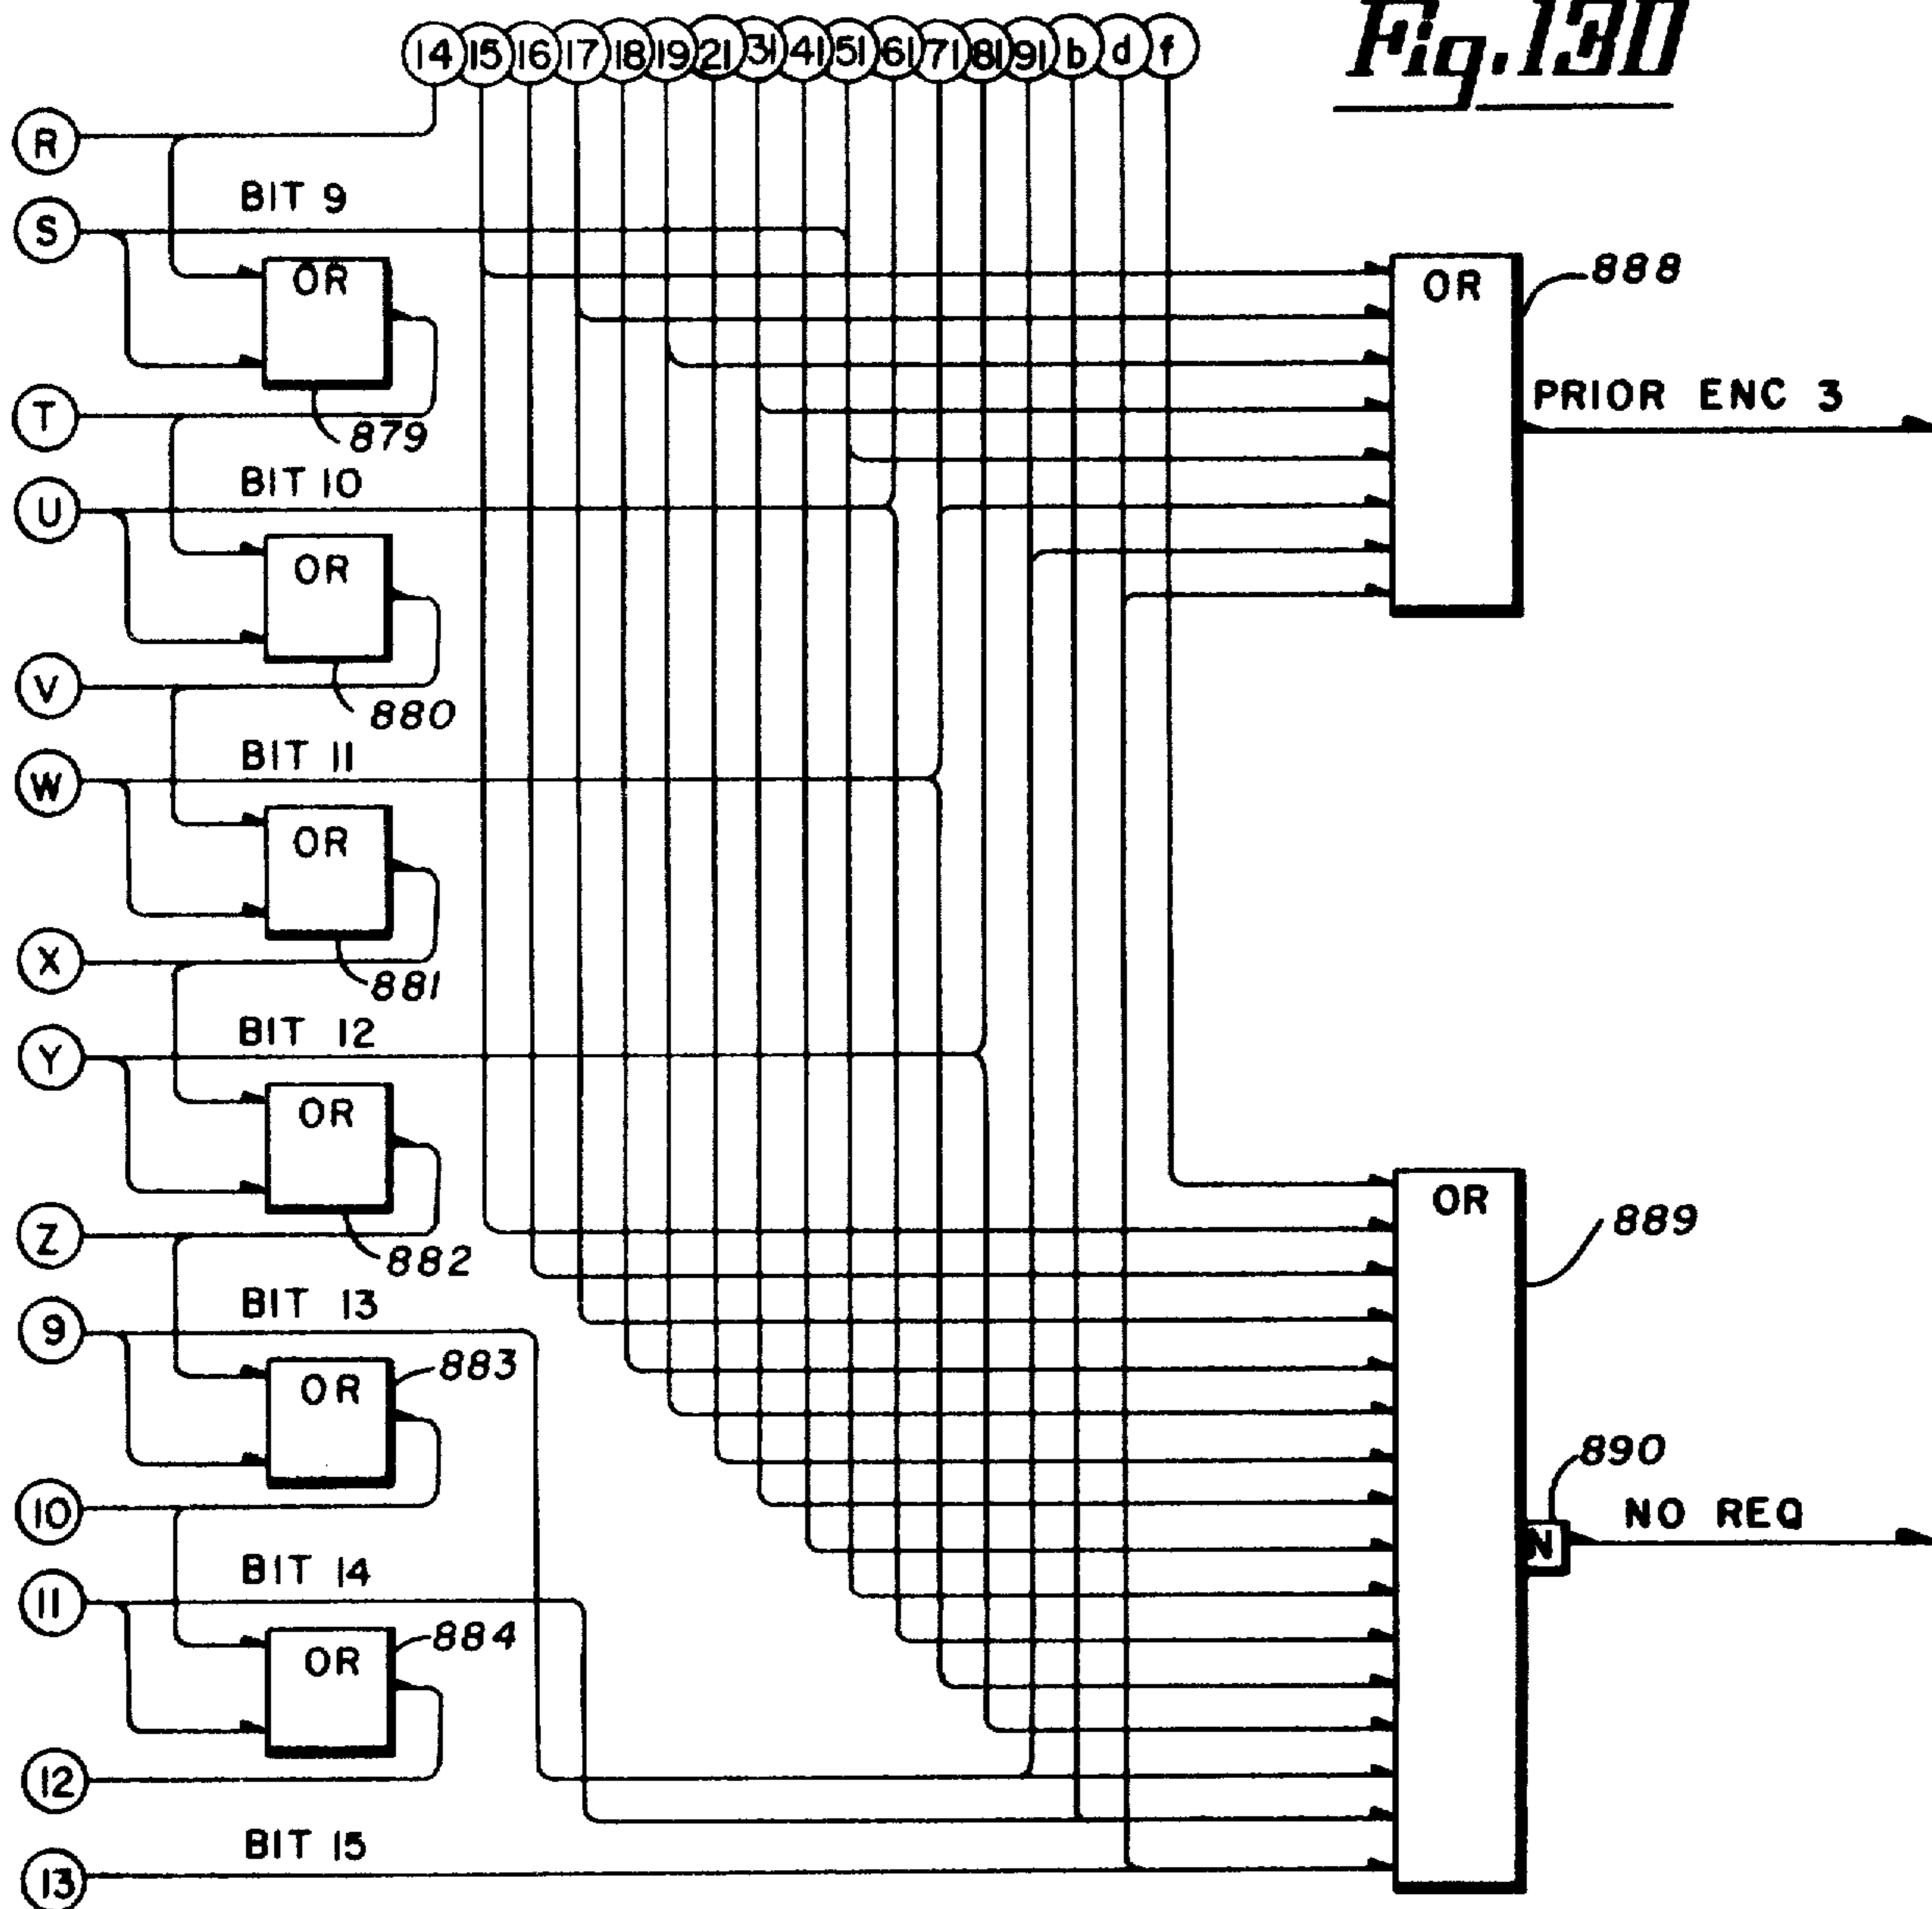 Fig. 13D
14 15 16 17 18 19 21 31 41 51 61 71 81 91 b d f
R
BIT 9
S
OR
OR
888
PRIOR ENC 3
T
879
BIT 10
U
OR
V
880
BIT 11
W
OR
X
881
BIT 12
Y
OR
OR
889
Z
882
BIT 13
9
883
OR
890
10
NO REQ
N
BIT 14
11
884
OR
12
BIT 15
13